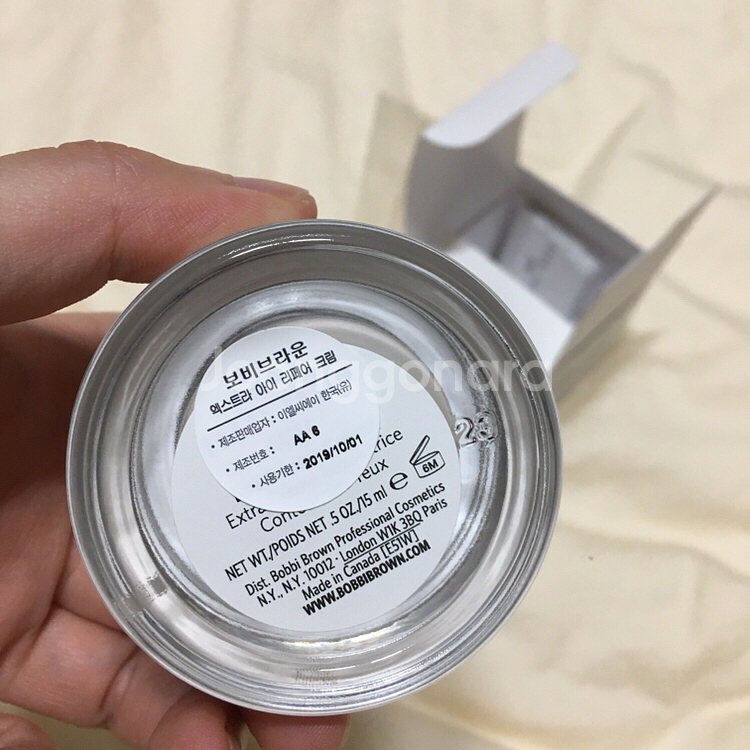 보비브라운
엑스트라 아이 리페어 크림
• 제조판매업자 : 이엘씨에이 한국(유)
• 제조번호 : AA 6
• 사용기한 : 2019/10/01
6M
Extra
NET WT./POIDS NET .5 OZ./15 ml e
Dist. Bobbi Brown Professional Cosmetics
N.Y., N.Y. 10012 · London W1K 3BQ Paris
Made in Canada [E51W]
WWW.BOBBIBROWN.COM
23
Joonggonara